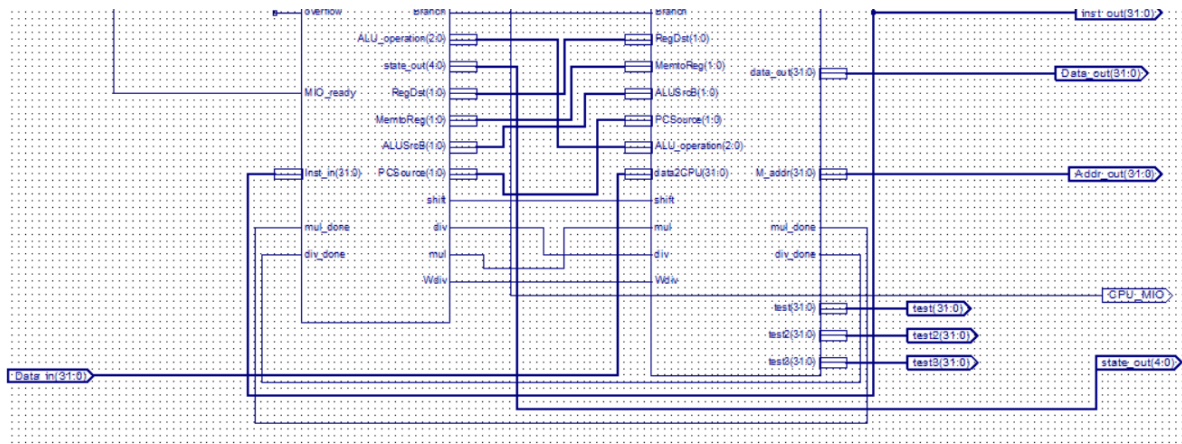 overflow
Branch
Branch
Inst_out(31:0)
ALU_operation(2:0)
RegDst(1:0)
state_out(4:0)
MemtoReg(1:0)
data_out(31:0)
Data_out(31:0)
MIO_ready
RegDst(1:0)
ALUSrcB(1:0)
MemtoReg(1:0)
PCSource(1:0)
ALUSrcB(1:0)
ALU_operation(2:0)
Inst_in(31:0)
PCSource(1:0)
data2CPU(31:0)
M_addr(31:0)
Addr_out(31:0)
shift
shift
mul_done
div
mul
mul_done
div_done
mul
div
div_done
Wdiv
Wdiv
CPU_MIO
test(31:0)
test(31:0)
test2(31:0)
test2(31:0)
test3(31:0)
test3(31:0)
state_out(4:0)
Data_in(31:0)